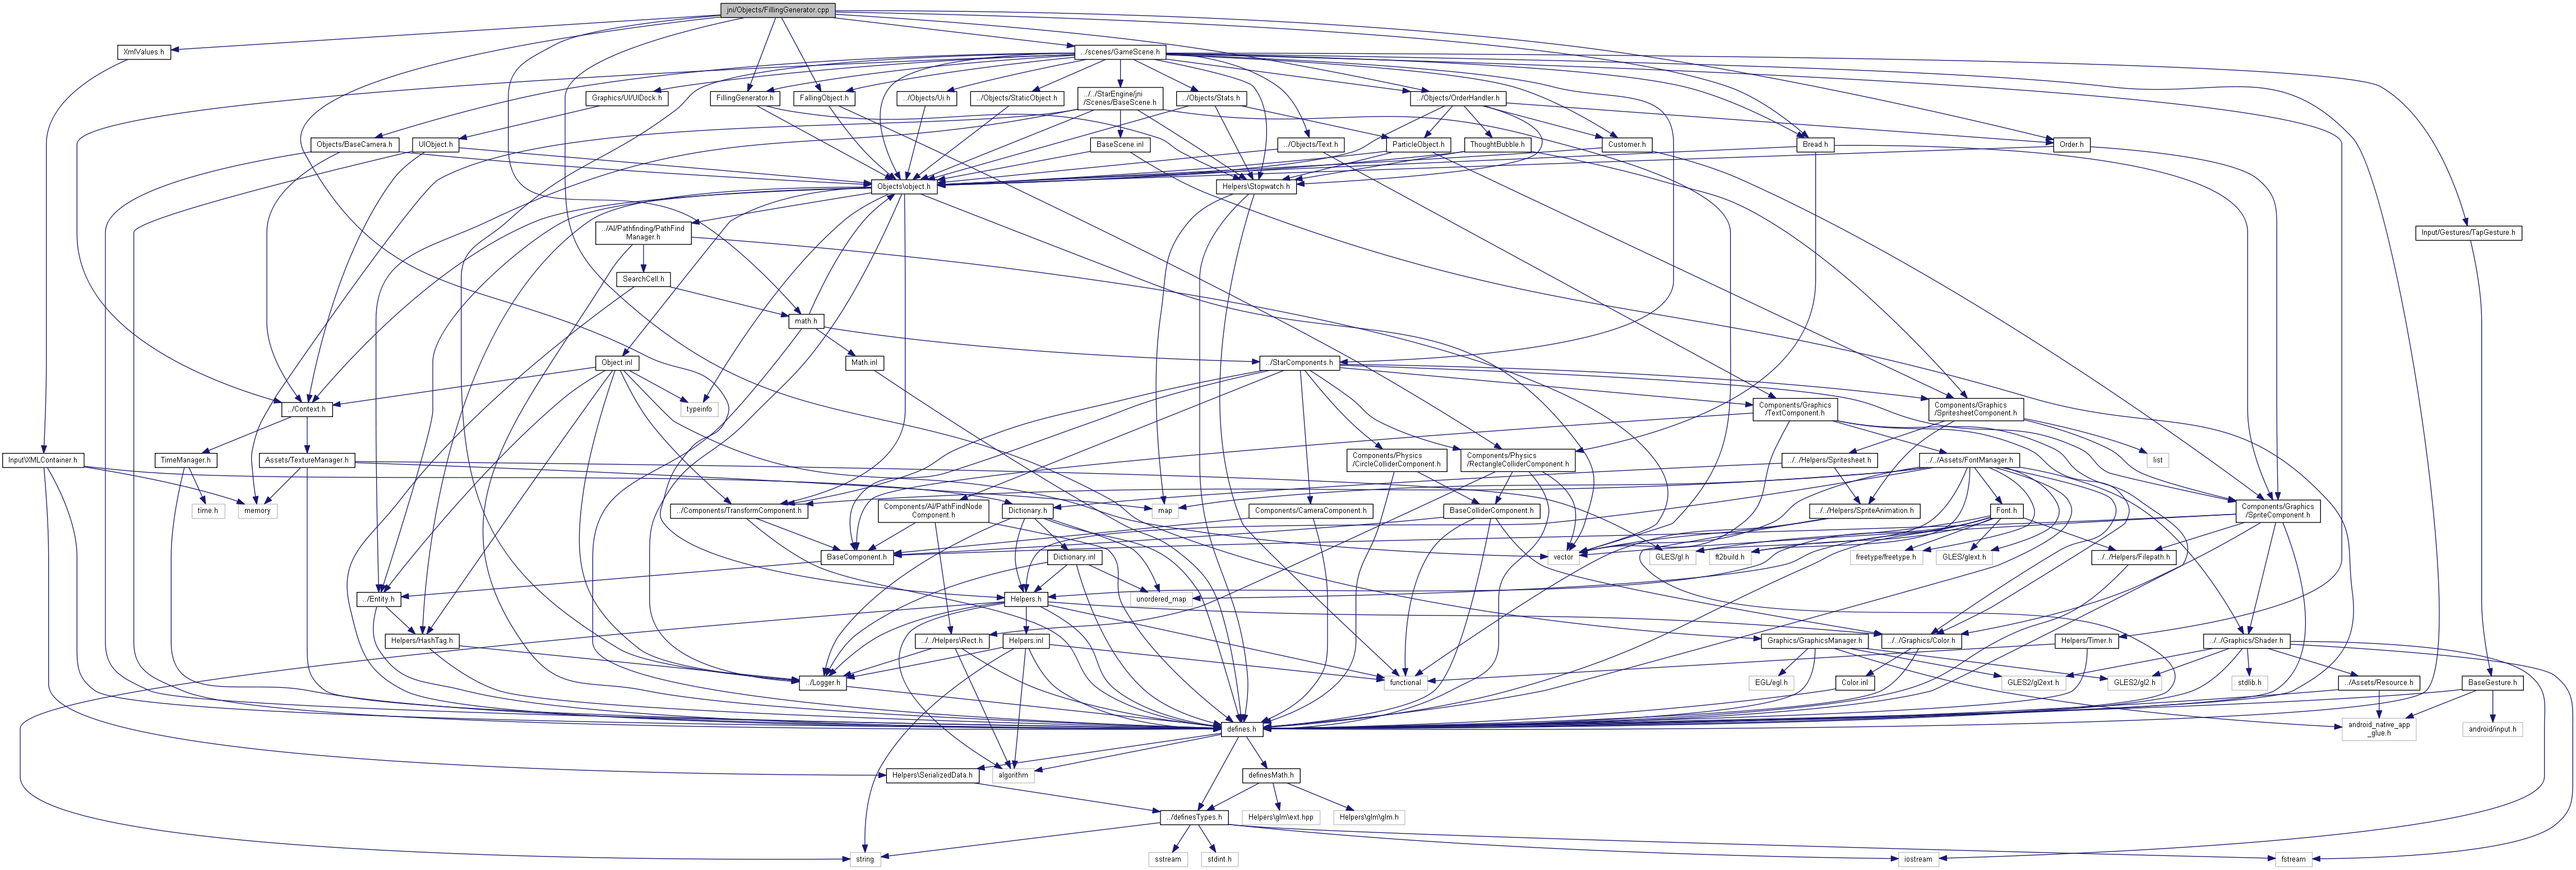 jni/Objects/FillingGenerator.cpp
XmlValues.h
../scenes/GameScene.h
Graphics/UI/UIDock.h
FillingGenerator.h
FallingObject.h
../Objects/Ui.h
../Objects/StaticObject.h
../../StarEngine/jni
/Scenes/BaseScene.h
../Objects/Stats.h
../Objects/OrderHandler.h
Objects/BaseCamera.h
UIObject.h
BaseScene.inl
../Objects/Text.h
ParticleObject.h
ThoughtBubble.h
Customer.h
Bread.h
Order.h
Objects\object.h
Helpers\Stopwatch.h
../AI/Pathfinding/PathFind
Manager.h
Input/Gestures/TapGesture.h
SearchCell.h
math.h
Object.inl
Math.inl
../StarComponents.h
../Context.h
typeinfo
Components/Graphics
/TextComponent.h
Components/Graphics
/SpritesheetComponent.h
Input\XMLContainer.h
TimeManager.h
Assets/TextureManager.h
Components/Physics
/CircleColliderComponent.h
Components/Physics
/RectangleColliderComponent.h
../../Helpers/Spritesheet.h
../../Assets/FontManager.h
list
time.h
memory
../Components/TransformComponent.h
Components/AI/PathFindNode
Component.h
Dictionary.h
map
Components/CameraComponent.h
BaseColliderComponent.h
../../Helpers/SpriteAnimation.h
Font.h
Components/Graphics
/SpriteComponent.h
BaseComponent.h
Dictionary.inl
vector
GLES/gl.h
ft2build.h
freetype/freetype.h
GLES/glext.h
../../Helpers/Filepath.h
../Entity.h
Helpers.h
unordered_map
Helpers/HashTag.h
../../Helpers\Rect.h
Helpers.inl
Graphics/GraphicsManager.h
../../Graphics/Color.h
Helpers/Timer.h
../../Graphics/Shader.h
../Logger.h
functional
EGL/egl.h
Color.inl
GLES2/gl2ext.h
GLES2/gl2.h
stdlib.h
../Assets/Resource.h
BaseGesture.h
defines.h
android_native_app
_glue.h
android/input.h
Helpers\SerializedData.h
algorithm
definesMath.h
../definesTypes.h
Helpers\glm\ext.hpp
Helpers\glm\glm.h
string
sstream
stdint.h
iostream
fstream